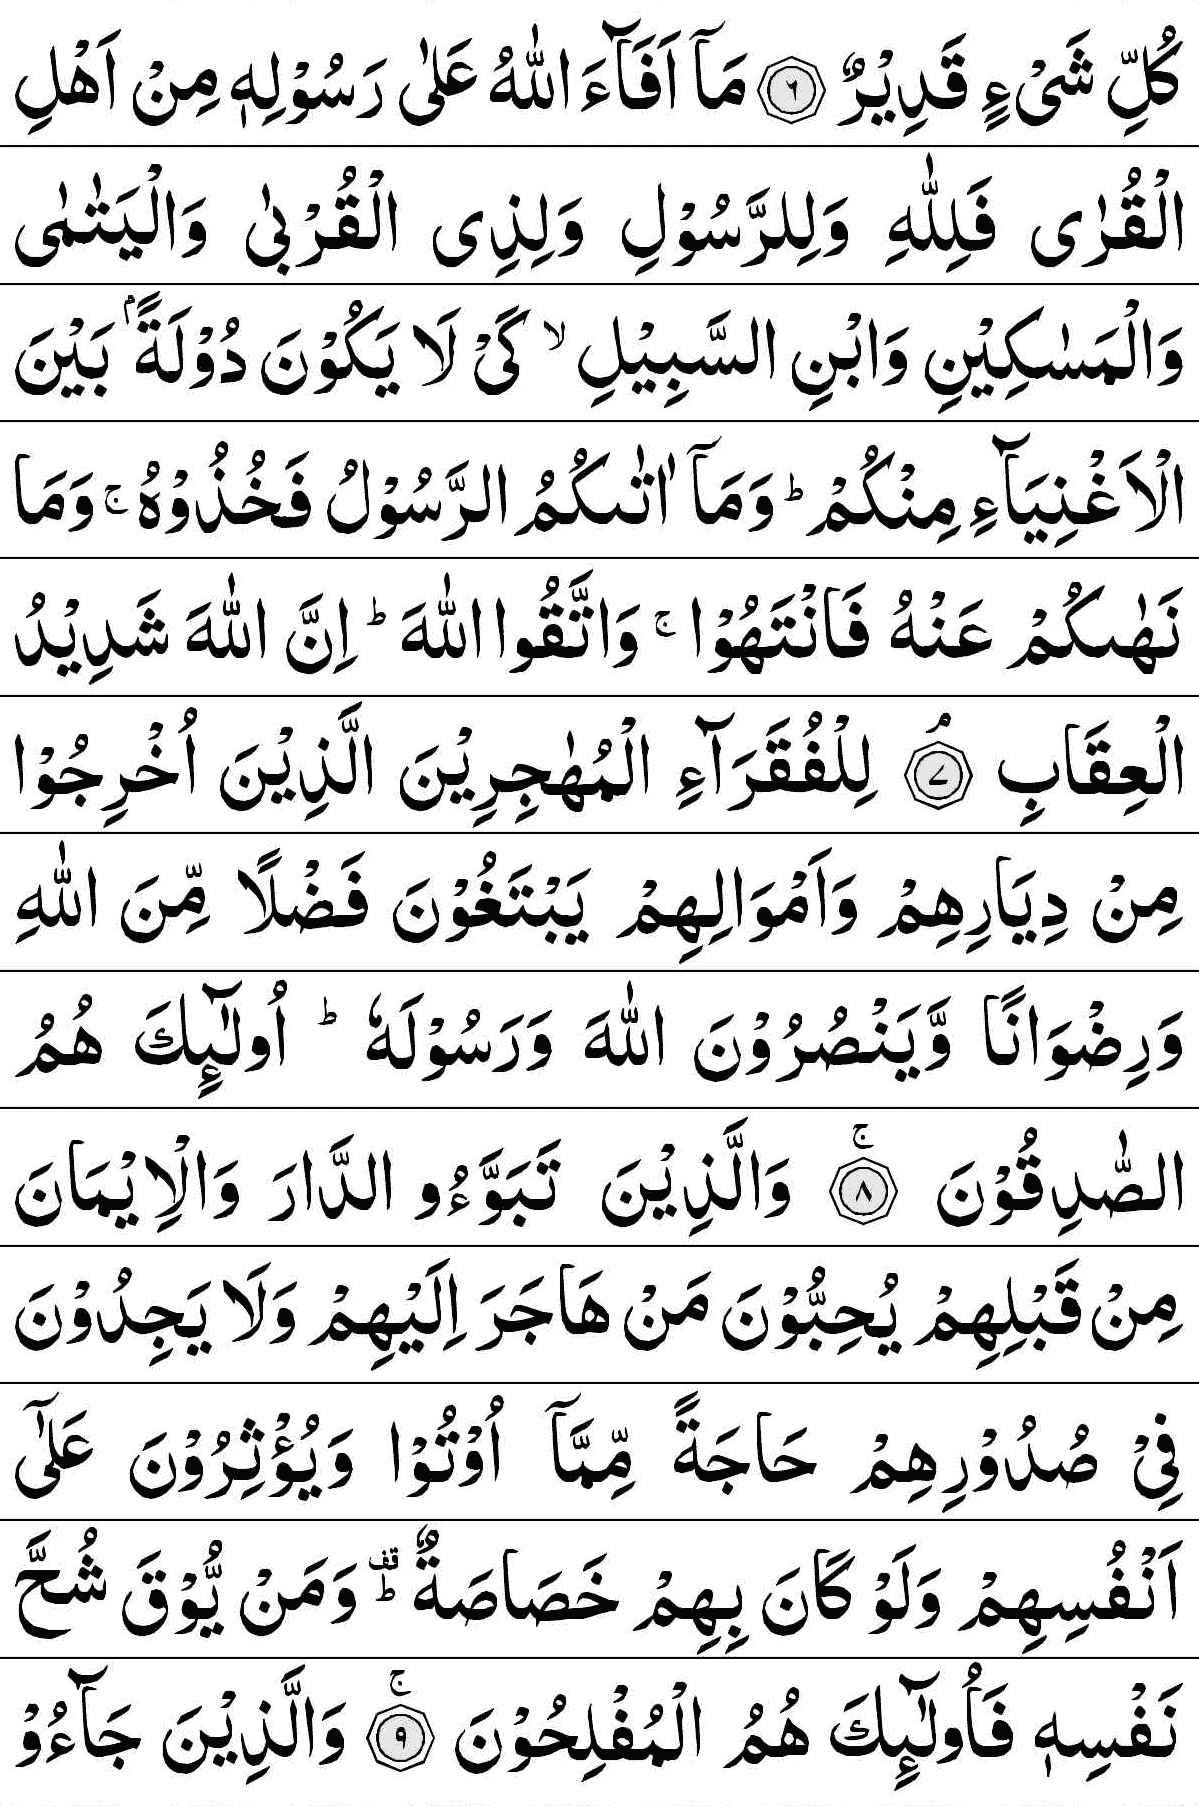 كُلِّ شَیْءٍ قَدِیْرٌ ۝۶ مَاۤ اَفَآءَ اللّٰهُ عَلٰی رَسُوْلِهٖ مِنْ اَهْلِ
الْقُرٰی فَلِلّٰهِ وَلِلرَّسُوْلِ وَلِذِی الْقُرْبٰی وَالْیَتٰمٰی
وَالْمَسٰكِیْنِ وَابْنِ السَّبِیْلِ ۙ كَیْ لَا یَكُوْنَ دُوْلَةًۢ بَیْنَ
الْاَغْنِیَآءِ مِنْكُمْ ؕ وَمَاۤ اٰتٰىكُمُ الرَّسُوْلُ فَخُذُوْهُ ۚ وَمَا
نَهٰىكُمْ عَنْهُ فَانْتَهُوْا ۚ وَاتَّقُوا اللّٰهَ ؕ اِنَّ اللّٰهَ شَدِیْدُ
الْعِقَابِ ۘ۝۷ لِلْفُقَرَآءِ الْمُهٰجِرِیْنَ الَّذِیْنَ اُخْرِجُوْا
مِنْ دِیَارِهِمْ وَاَمْوَالِهِمْ یَبْتَغُوْنَ فَضْلًا مِّنَ اللّٰهِ
وَرِضْوَانًا وَّیَنْصُرُوْنَ اللّٰهَ وَرَسُوْلَهٗ ؕ اُولٰٓىِٕكَ هُمُ
الصّٰدِقُوْنَ ۚ۝۸ وَالَّذِیْنَ تَبَوَّءُو الدَّارَ وَالْاِیْمَانَ
مِنْ قَبْلِهِمْ یُحِبُّوْنَ مَنْ هَاجَرَ اِلَیْهِمْ وَلَا یَجِدُوْنَ
فِیْ صُدُوْرِهِمْ حَاجَةً مِّمَّاۤ اُوْتُوْا وَیُؤْثِرُوْنَ عَلٰۤی
اَنْفُسِهِمْ وَلَوْ كَانَ بِهِمْ خَصَاصَةٌ ؕ۫ وَمَنْ یُّوْقَ شُحَّ
نَفْسِهٖ فَاُولٰٓىِٕكَ هُمُ الْمُفْلِحُوْنَ ۚ۝۹ وَالَّذِیْنَ جَآءُوْ